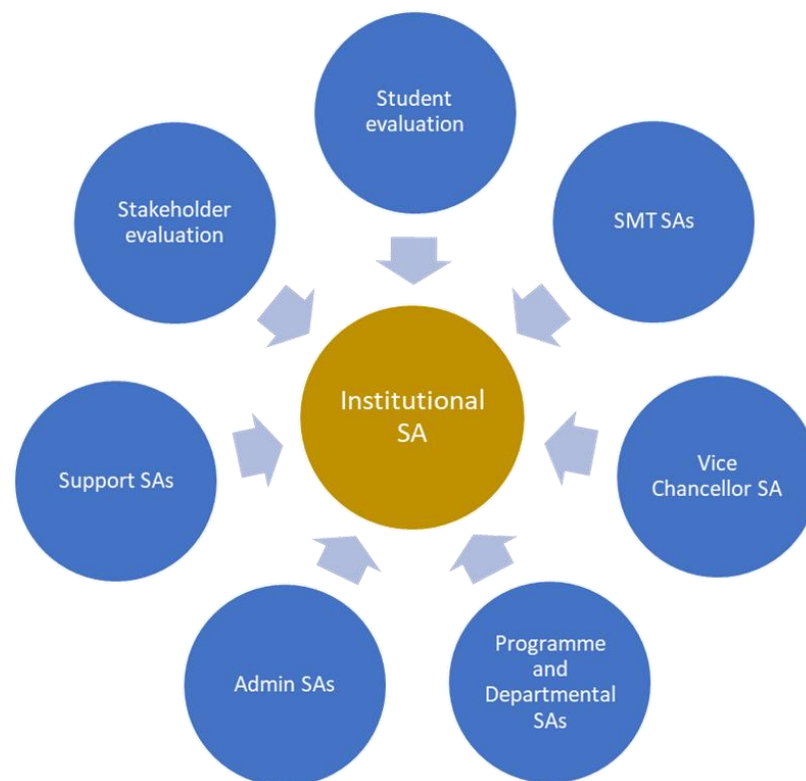 Student
evaluation
SMT SAs
Vice
Chancellor SA
Programme
and
Departmental
SAs
Admin SAs
Support SAs
Stakeholder
evaluation
Institutional
SA